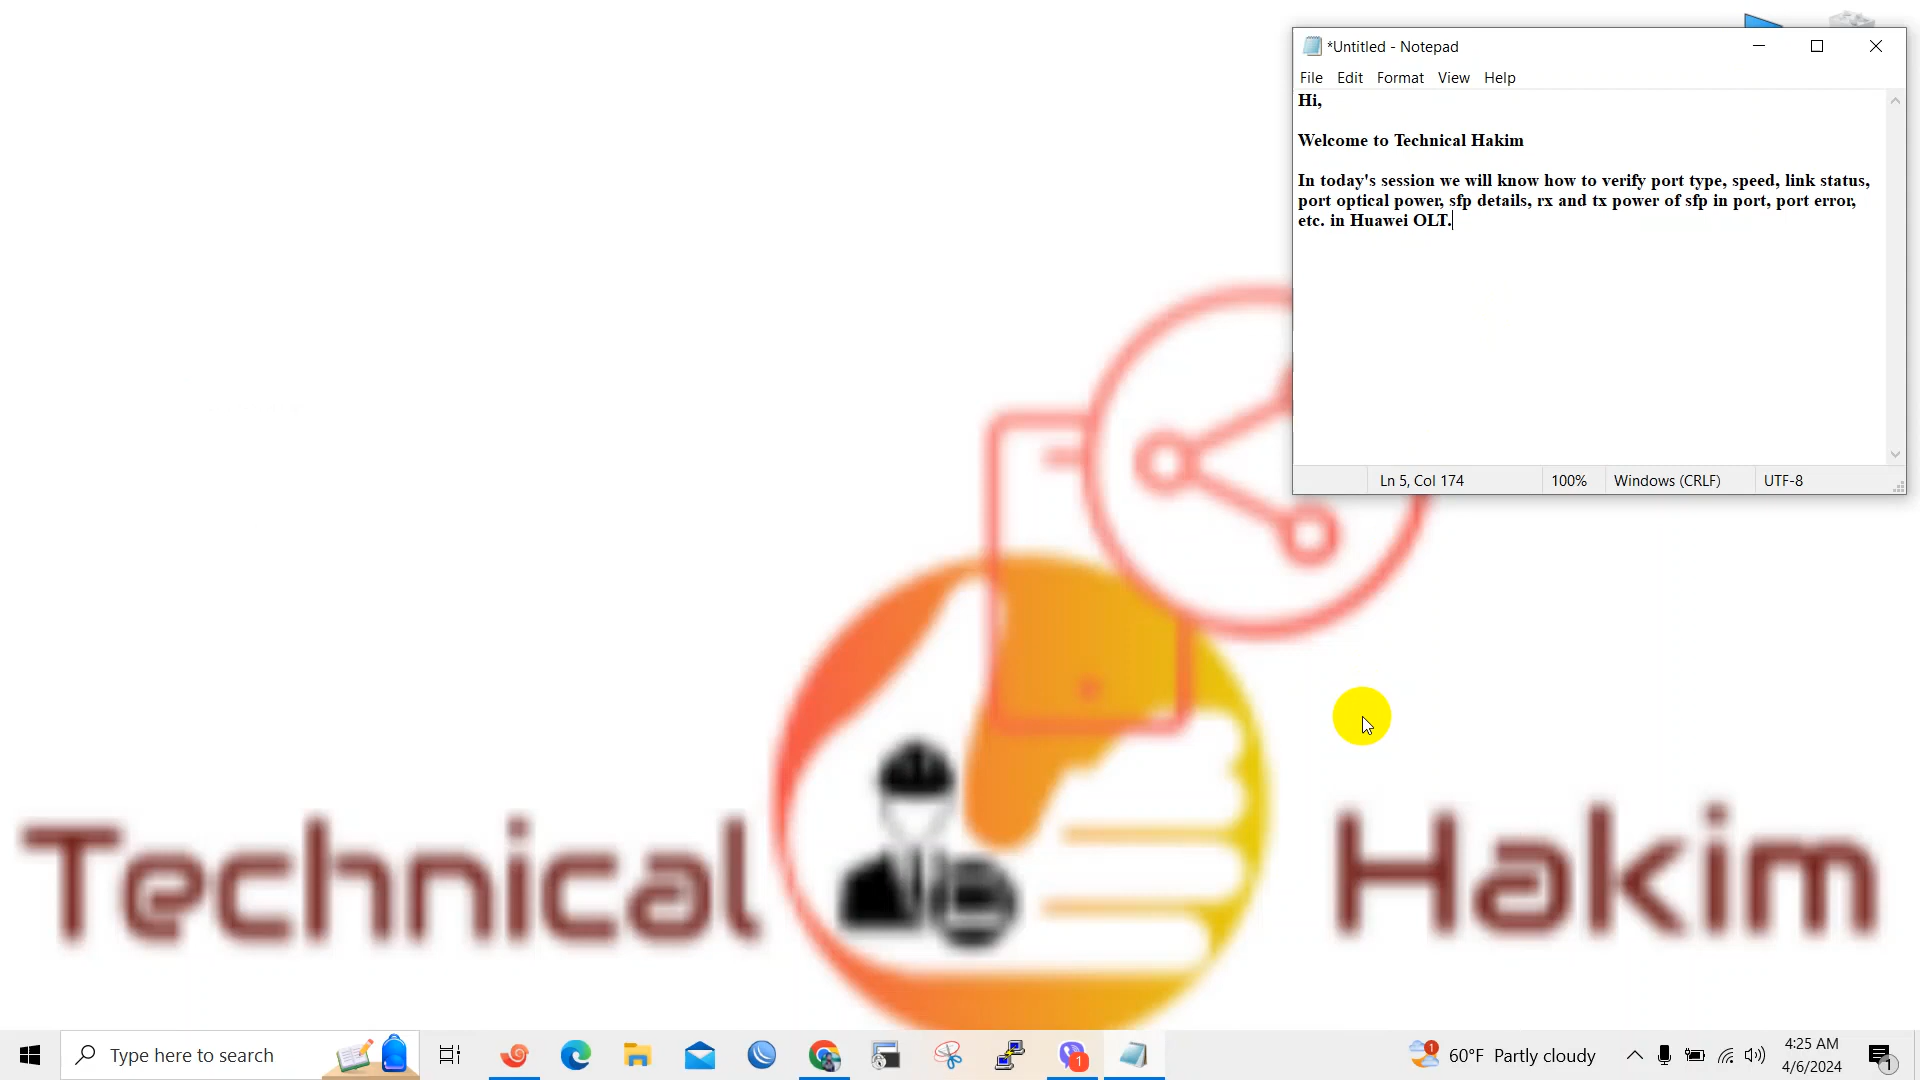 *Untitled - Notepad
File Edit Format View Help
Hi,
Welcome to Technical Hakim
In today's session we will know how to verify port type, speed, link status,
port optical power, sfp details, rx and tx power of sfp in port, port error,
etc. in Huawei OLT.
Ln 5, Col 174 100% Windows (CRLF) UTF-8
Technical Hakim
Type here to search
1
1
60°F Partly cloudy
4:25 AM
4/6/2024
1